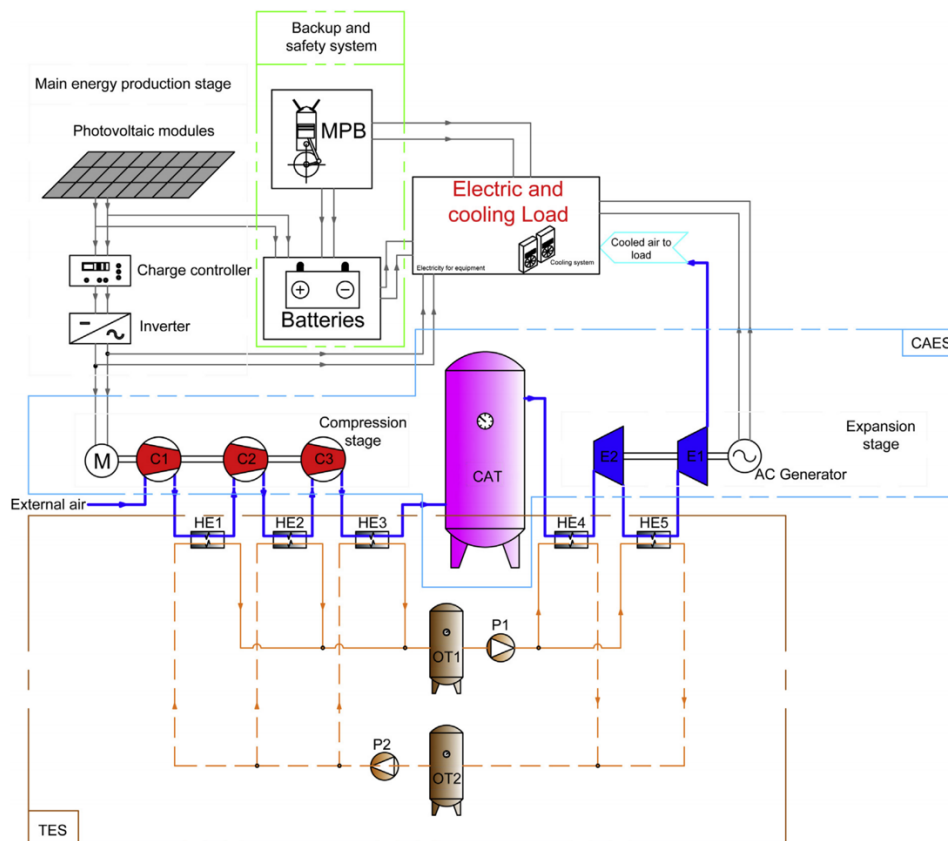 Backup and
safety system
Main energy production stage
Photovoltaic modules
MPB
Electric and
cooling Load
Cooled air to
load
Electricity for equipment
Cooling system
Charge controller
Batteries
Inverter
CAES
Compression
stage
Expansion
stage
M
C1
C2
C3
CAT
E2
E1
AC Generator
External air
HE1
HE2
HE3
HE4
HE5
P1
OT1
P2
OT2
TES